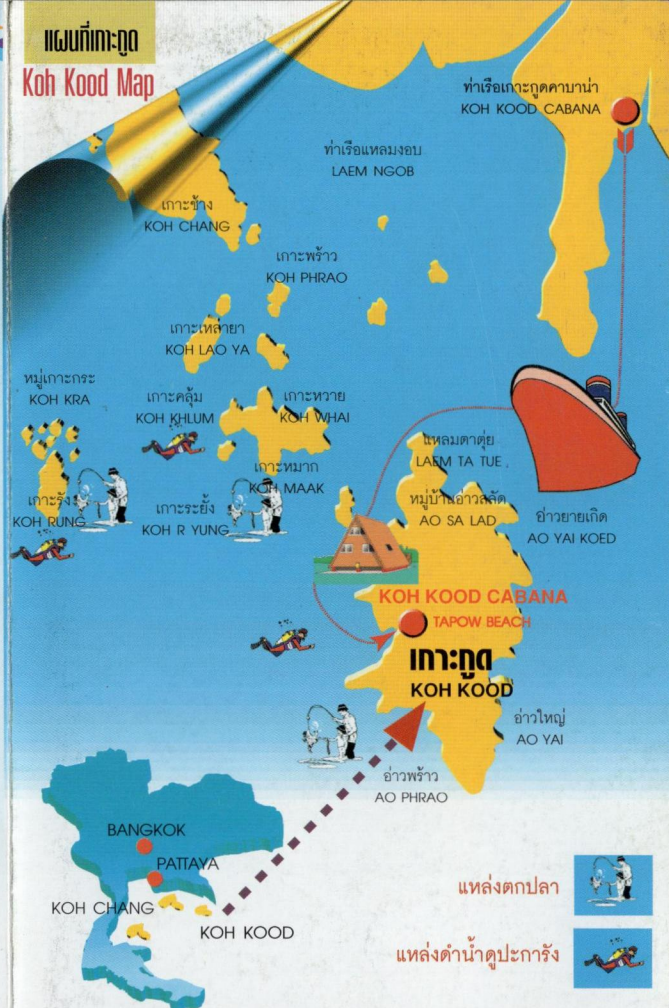 แผนที่เกาะกูด
Koh Kood Map
ท่าเรือเกาะกูดคาบาน่า
KOH KOOD CABANA
ท่าเรือแหลมงอบ
LAEM NGOB
เกาะช้าง
KOH CHANG
เกาะพร้าว
KOH PHRAO
เกาะเหลายา
KOH LAO YA
หมู่เกาะกระ
KOH KRA
เกาะคลุ้ม
KOH KHLUM
เกาะหวาย
KOH WHAI
แหลมตาตุ่ย
LAEM TA TUE
เกาะหมาก
KOH MAAK
เกาะรัง
KOH RUNG
เกาะระยั้ง
KOH R YUNG
หมู่บ้านอ่าวสลัด
AO SA LAD
อ่าวยายเกิด
AO YAI KOED
KOH KOOD CABANA
TAPOW BEACH
เกาะกูด
KOH KOOD
อ่าวใหญ่
AO YAI
อ่าวพร้าว
AO PHRAO
BANGKOK
PATTAYA
KOH CHANG
KOH KOOD
แหล่งตกปลา
แหล่งดำน้ำดูปะการัง